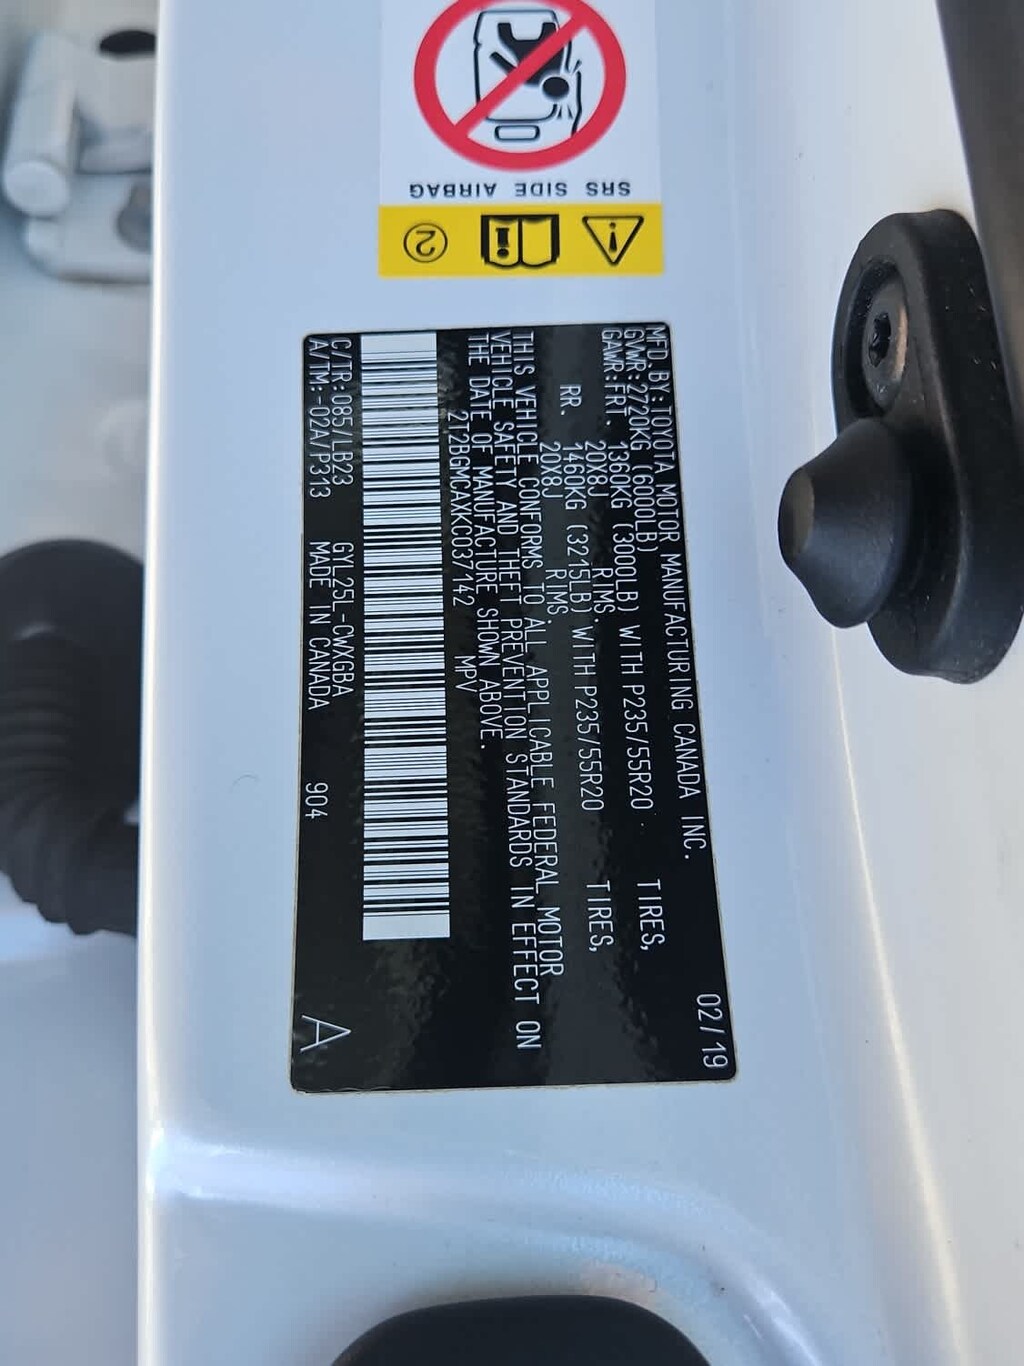 SRS SIDE AIRBAG
2
MFD.BY:TOYOTA MOTOR MANUFACTURING CANADA INC. 02/19
GVWR:2720KG (6000LB)
GAWR:FRT. 1360KG (3000LB) WITH P235/55R20 TIRES,
20X8J RIMS.
RR. 1460KG (3215LB) WITH P235/55R20 TIRES,
20X8J RIMS.
THIS VEHICLE CONFORMS TO ALL APPLICABLE FEDERAL MOTOR
VEHICLE SAFETY AND THEFT PREVENTION STANDARDS IN EFFECT ON
THE DATE OF MANUFACTURE SHOWN ABOVE.
2T2BGMCAXKC037142 MPV
C/TR:085/LB23 GYL25L-CWXGBA
A/TM:-02A/P313 MADE IN CANADA 904 A